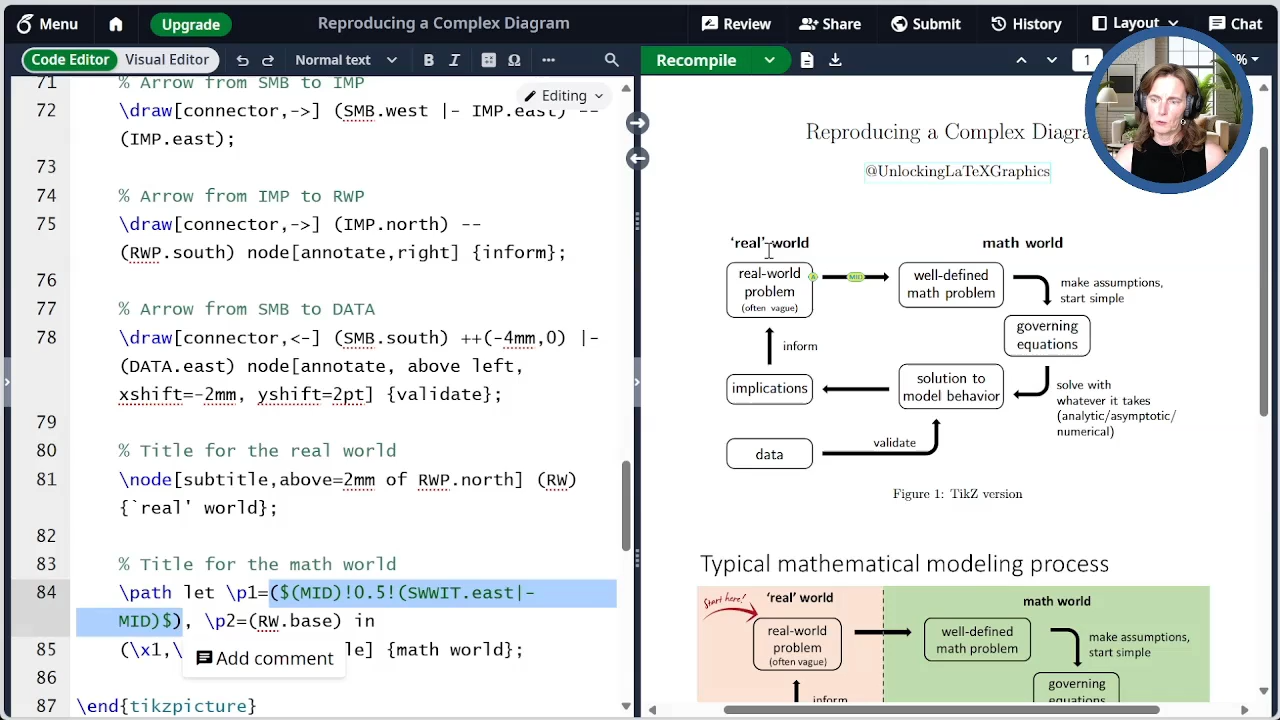 Menu
Upgrade
Reproducing a Complex Diagram
Review
Share
Submit
History
Layout
Chat
Code Editor
Visual Editor
Normal text
B
I
Ω
Recompile
1
Editing
71 % Arrow from SMB to IMP
72 \draw[connector,->] (SMB.west |- IMP.east) --
(IMP.east);
73
74 % Arrow from IMP to RWP
75 \draw[connector,->] (IMP.north) --
(RWP.south) node[annotate,right] {inform};
76
77 % Arrow from SMB to DATA
78 \draw[connector,<-] (SMB.south) ++(-4mm,0) |-
(DATA.east) node[annotate, above left,
xshift=-2mm, yshift=2pt] {validate};
79
80 % Title for the real world
81 \node[subtitle,above=2mm of RWP.north] (RW)
{`real' world};
82
83 % Title for the math world
84 \path let \p1=($(MID)!0.5!(SWWIT.east|-
MID)$), \p2=(RW.base) in
85 (\x1,\ le] {math world};
Add comment
86
87 \end{tikzpicture}
Reproducing a Complex Diagra
@UnlockingLaTeXGraphics
‘real’ world
math world
real-world
problem
(often vague)
MID
well-defined
math problem
make assumptions,
start simple
governing
equations
inform
implications
solution to
model behavior
solve with
whatever it takes
(analytic/asymptotic/
numerical)
validate
data
Figure 1: TikZ version
Typical mathematical modeling process
Start here!
‘real’ world
math world
real-world
problem
(often vague)
well-defined
math problem
make assumptions,
start simple
governing
inform